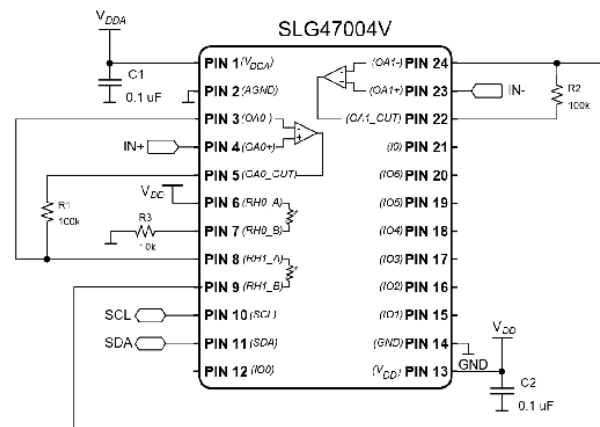 SLG47004V
VDDA
C1
0.1 uF
PIN 1 (VDCA)
PIN 2 (AGND)
PIN 3 (OA0 )
IN+
PIN 4 (OA0+)
PIN 5 (OA0_OUT)
VDD
R1
100k
PIN 6 (RH0_A)
R3
10k
PIN 7 (RH0_B)
PIN 8 (RH1_A)
PIN 9 (RH1_B)
SCL
PIN 10 (SCL)
SDA
PIN 11 (SDA)
PIN 12 (IO0)
(OA1-) PIN 24
(OA1+) PIN 23
IN-
R2
100k
(OA1_OUT) PIN 22
(I0) PIN 21
(IO6) PIN 20
(IO5) PIN 19
(IO4) PIN 18
(IO3) PIN 17
(IO2) PIN 16
(IO1) PIN 15
VDD
(GND) PIN 14
GND
(VDD) PIN 13
C2
0.1 uF